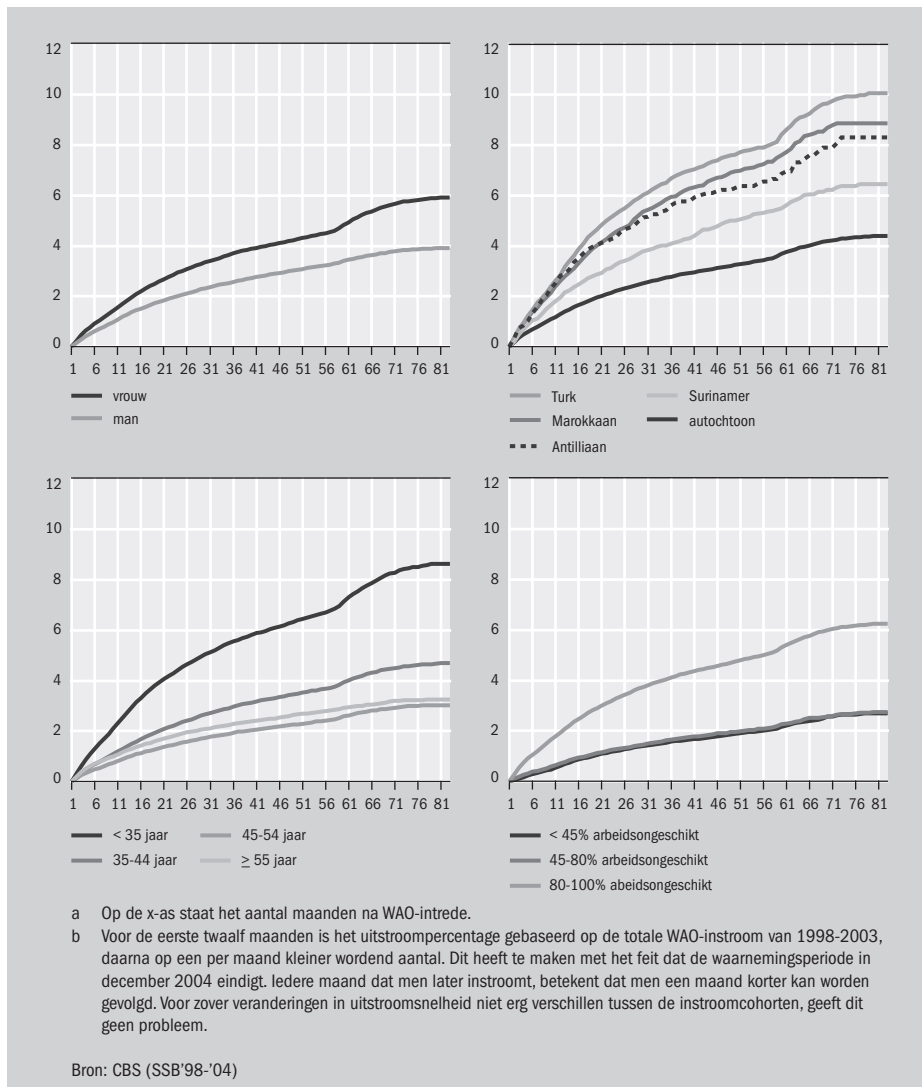 12
10
8
6
4
2
0
1 6 11 16 21 26 31 36 41 46 51 56 61 66 71 76 81
vrouw
man
12
10
8
6
4
2
0
1 6 11 16 21 26 31 36 41 46 51 56 61 66 71 76 81
Turk Surinamer
Marokkaan autochtoon
Antilliaan
12
10
8
6
4
2
0
1 6 11 16 21 26 31 36 41 46 51 56 61 66 71 76 81
< 35 jaar 45-54 jaar
35-44 jaar ≥ 55 jaar
12
10
8
6
4
2
0
1 6 11 16 21 26 31 36 41 46 51 56 61 66 71 76 81
< 45% arbeidsongeschikt
45-80% arbeidsongeschikt
80-100% abeidsongeschikt
a Op de x-as staat het aantal maanden na WAO-intrede.
b Voor de eerste twaalf maanden is het uitstroompercentage gebaseerd op de totale WAO-instroom van 1998-2003,
daarna op een per maand kleiner wordend aantal. Dit heeft te maken met het feit dat de waarnemingsperiode in
december 2004 eindigt. Iedere maand dat men later instroomt, betekent dat men een maand korter kan worden
gevolgd. Voor zover veranderingen in uitstroomsnelheid niet erg verschillen tussen de instroomcohorten, geeft dit
geen probleem.
Bron: CBS (SSB'98-'04)